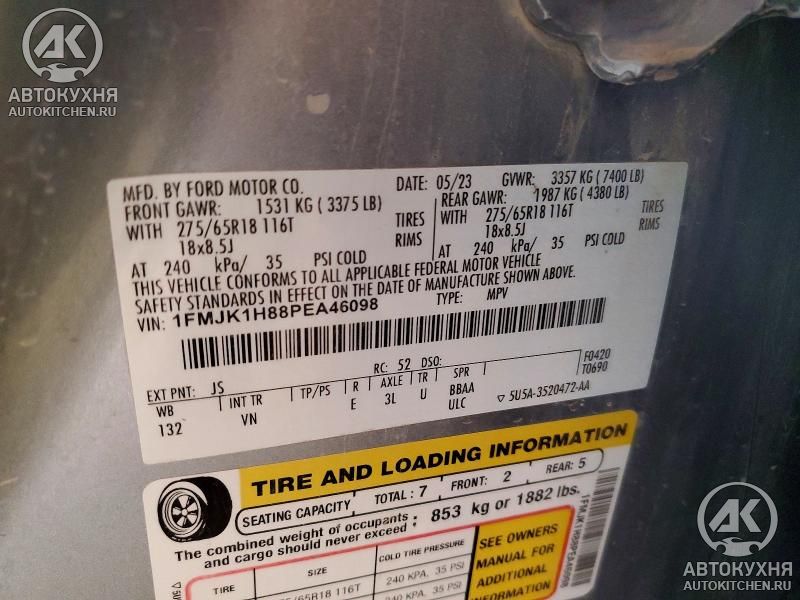 АК
АВТОКУХНЯ
AUTOKITCHEN.RU
MFD. BY FORD MOTOR CO. DATE: 05/23 GVWR: 3357 KG ( 7400 LB)
FRONT GAWR: 1531 KG ( 3375 LB) REAR GAWR: 1987 KG ( 4380 LB)
WITH 275/65R18 116T TIRES WITH 275/65R18 116T TIRES
18x8.5J RIMS 18x8.5J RIMS
AT 240 kPa/ 35 PSI COLD AT 240 kPa/ 35 PSI COLD
THIS VEHICLE CONFORMS TO ALL APPLICABLE FEDERAL MOTOR VEHICLE
SAFETY STANDARDS IN EFFECT ON THE DATE OF MANUFACTURE SHOWN ABOVE.
VIN: 1FMJK1H88PEA46098 TYPE: MPV
F0420
T0690
EXT PNT: JS RC: 52 DSO:
WB INT TR TP/PS R AXLE TR SPR
132 VN E 3L U BBAA
ULC
▽ 5U5A-3520472-AA
TIRE AND LOADING INFORMATION
SEATING CAPACITY TOTAL : 7 FRONT: 2 REAR: 5
The combined weight of occupants and cargo should never exceed : 853 kg or 1882 lbs.
TIRE SIZE COLD TIRE PRESSURE
275/65R18 116T 240 KPA, 35 PSI
240 KPA, 35 PSI
SEE OWNERS
MANUAL FOR
ADDITIONAL
INFORMATION
1FMJK1H88PEA46098
АК
АВТОКУХНЯ
AUTOKITCHEN.RU